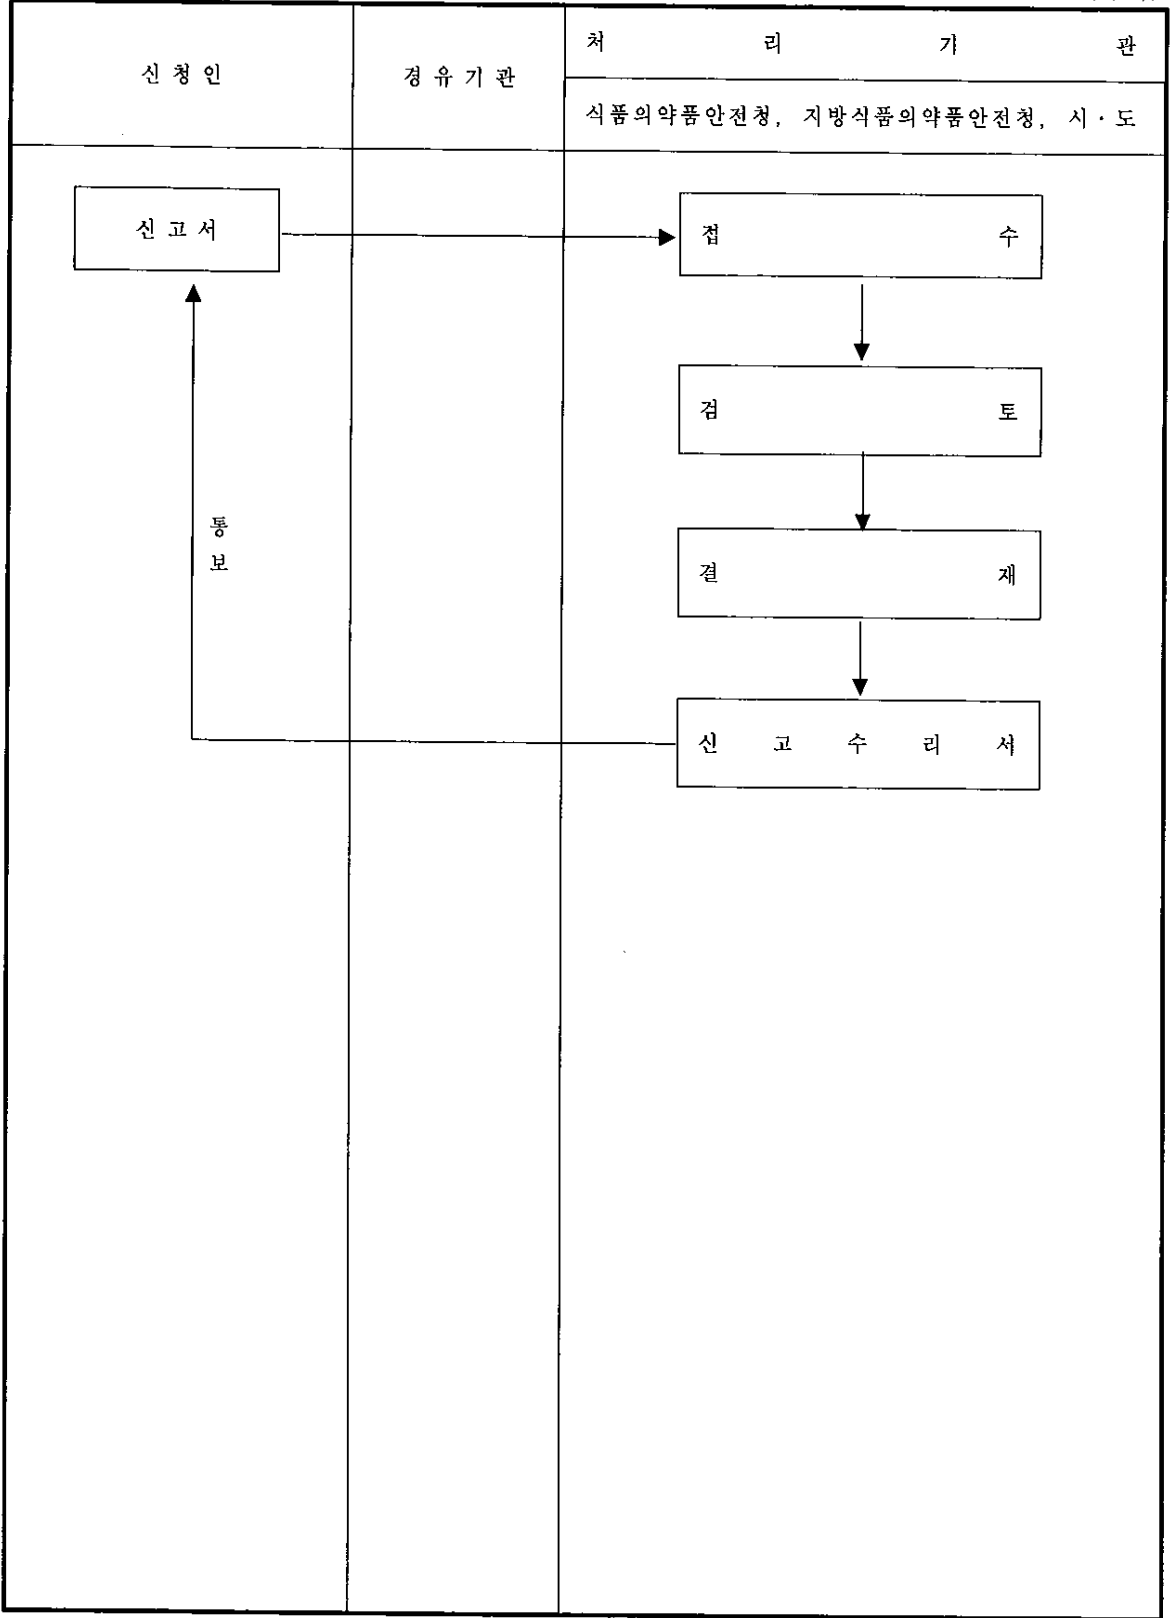 신 청 인
경 유 기 관
처 리 기 관
식품의약품안전청, 지방식품의약품안전청, 시 · 도
신 고 서
접 수
검 토
통
보
결 재
신 고 수 리 서